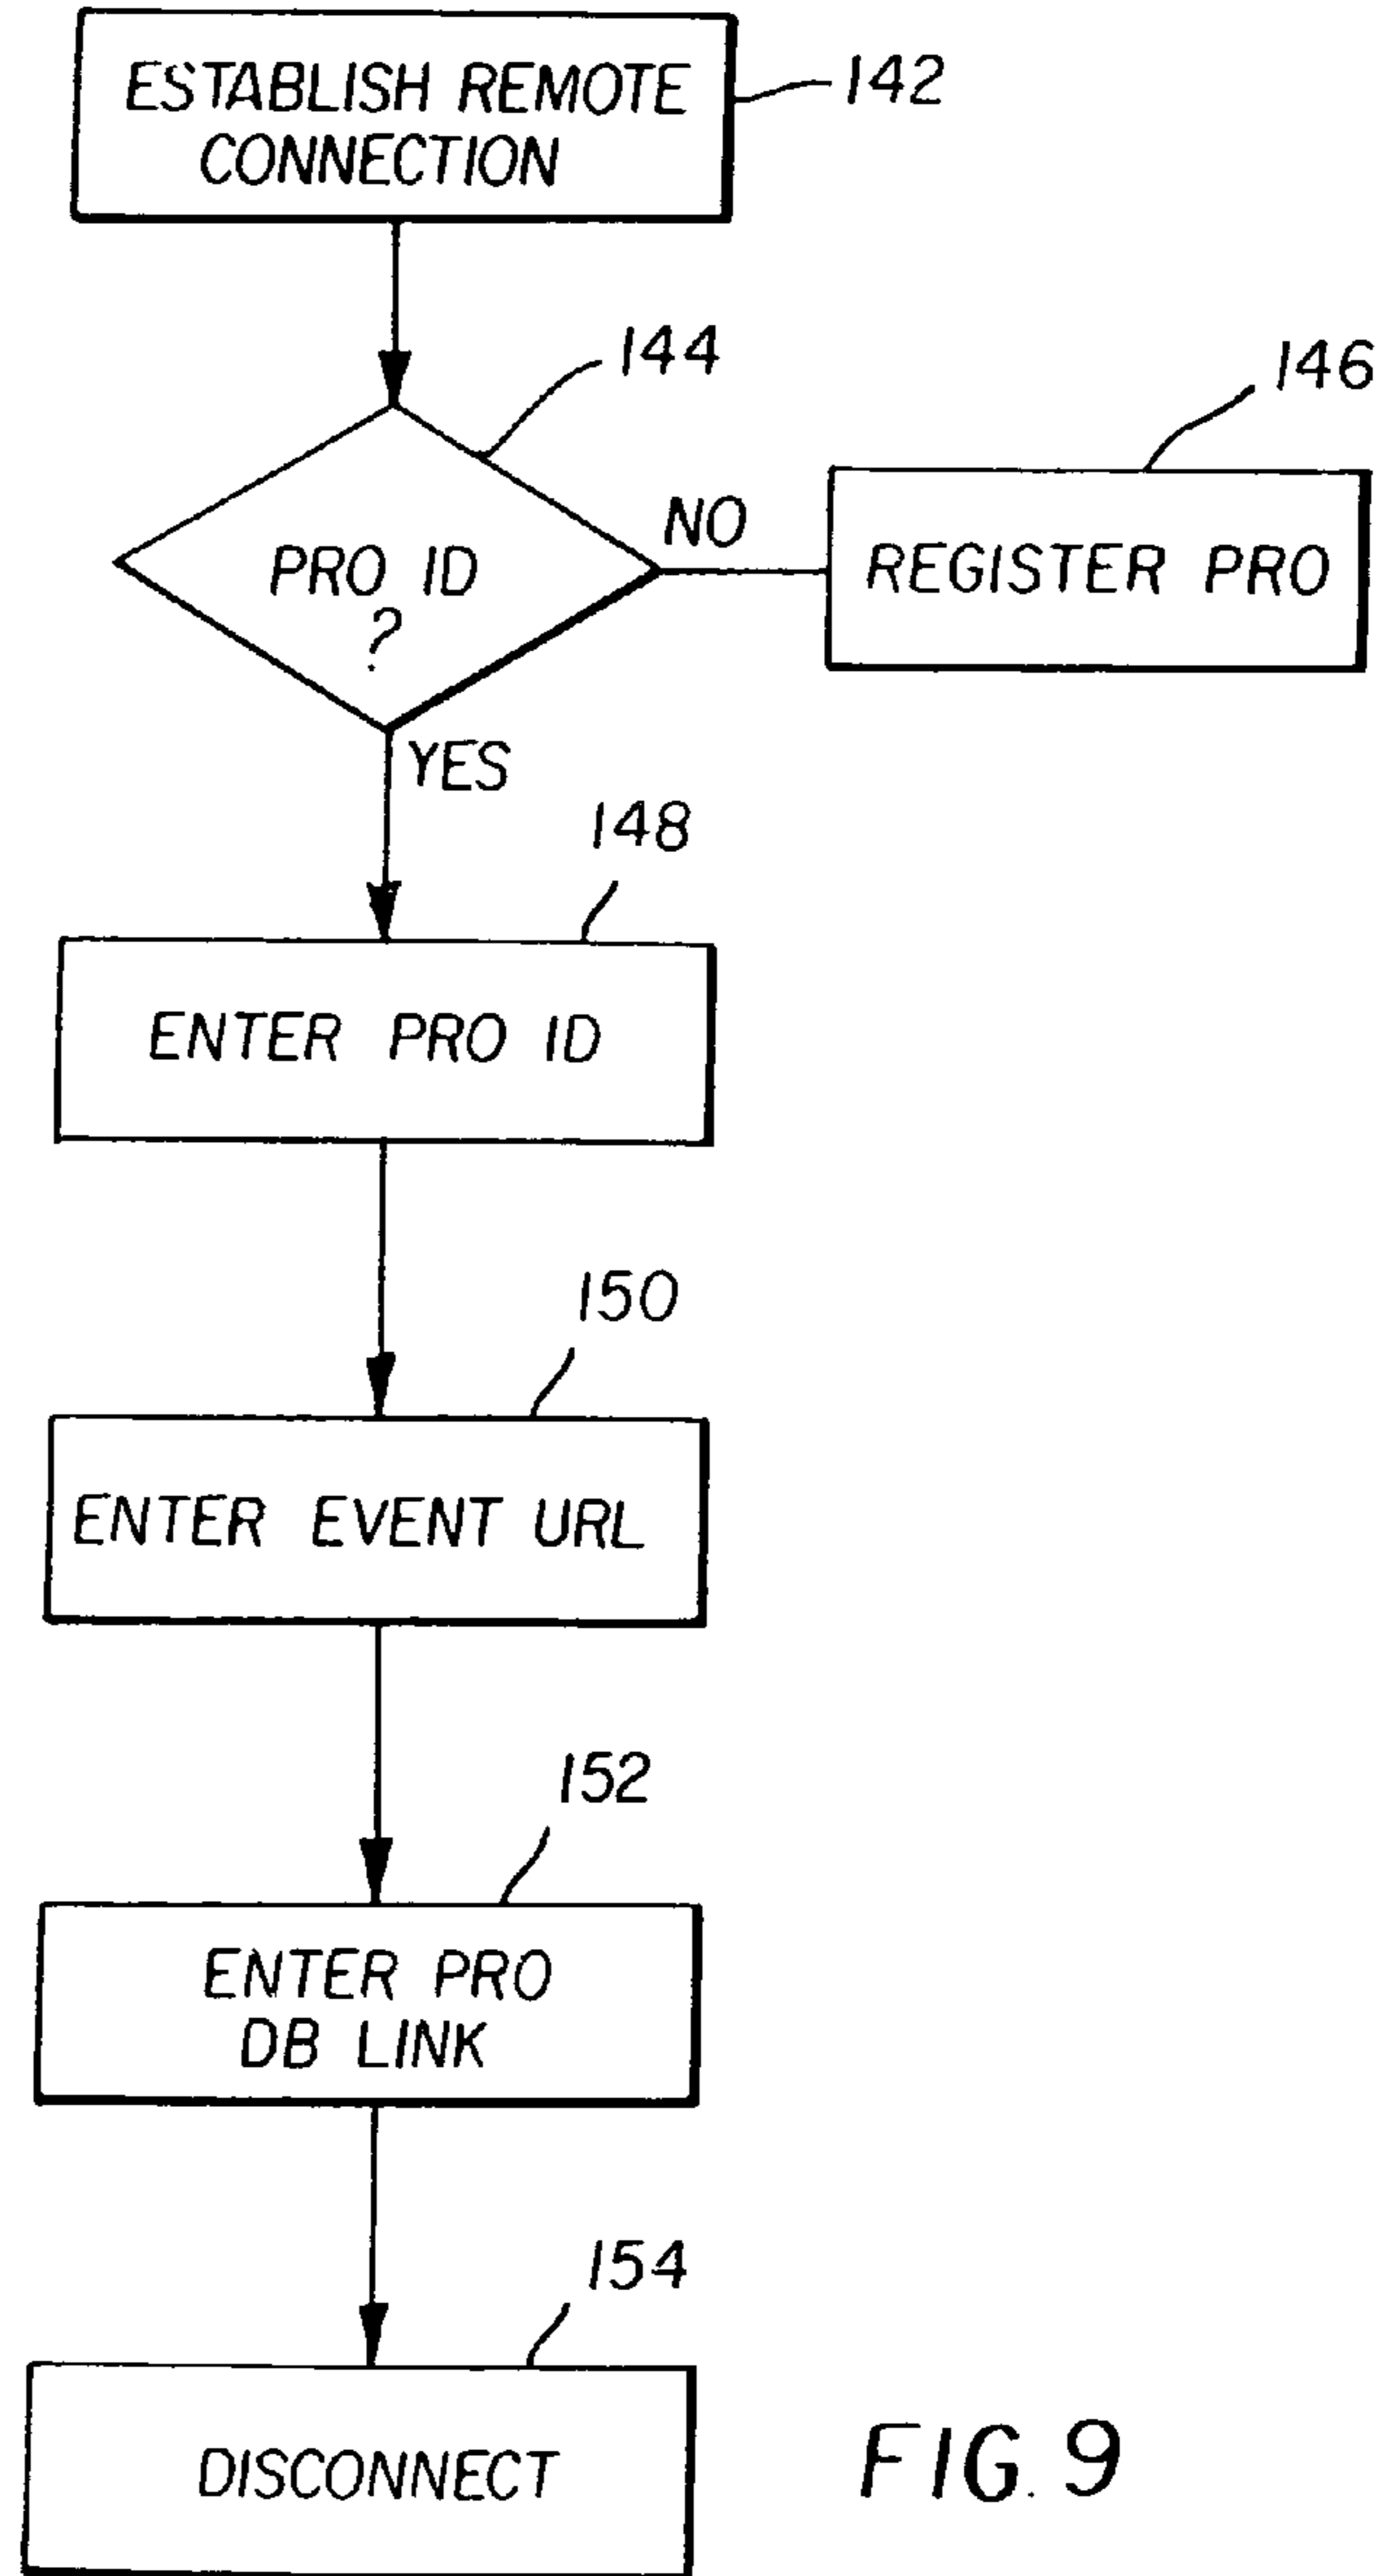 ESTABLISH REMOTE
CONNECTION
142
144
146
PRO ID
?
NO
REGISTER PRO
YES
148
ENTER PRO ID
150
ENTER EVENT URL
152
ENTER PRO
DB LINK
154
DISCONNECT
FIG. 9